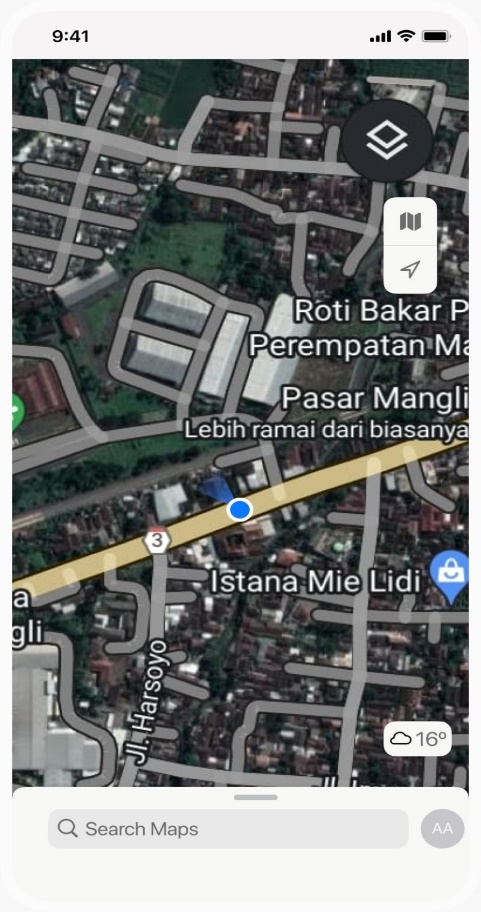 9:41
Roti Bakar P
Perempatan Ma
Pasar Mangli
Lebih ramai dari biasanya
3
Istana Mie Lidi
a
gli
Jl. Harsoyo
16°
Search Maps
AA